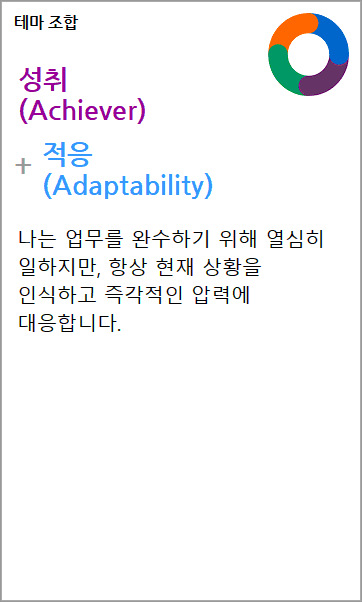 테마 조합
성취
(Achiever)
+ 적응
(Adaptability)
나는 업무를 완수하기 위해 열심히
일하지만, 항상 현재 상황을
인식하고 즉각적인 압력에
대응합니다.